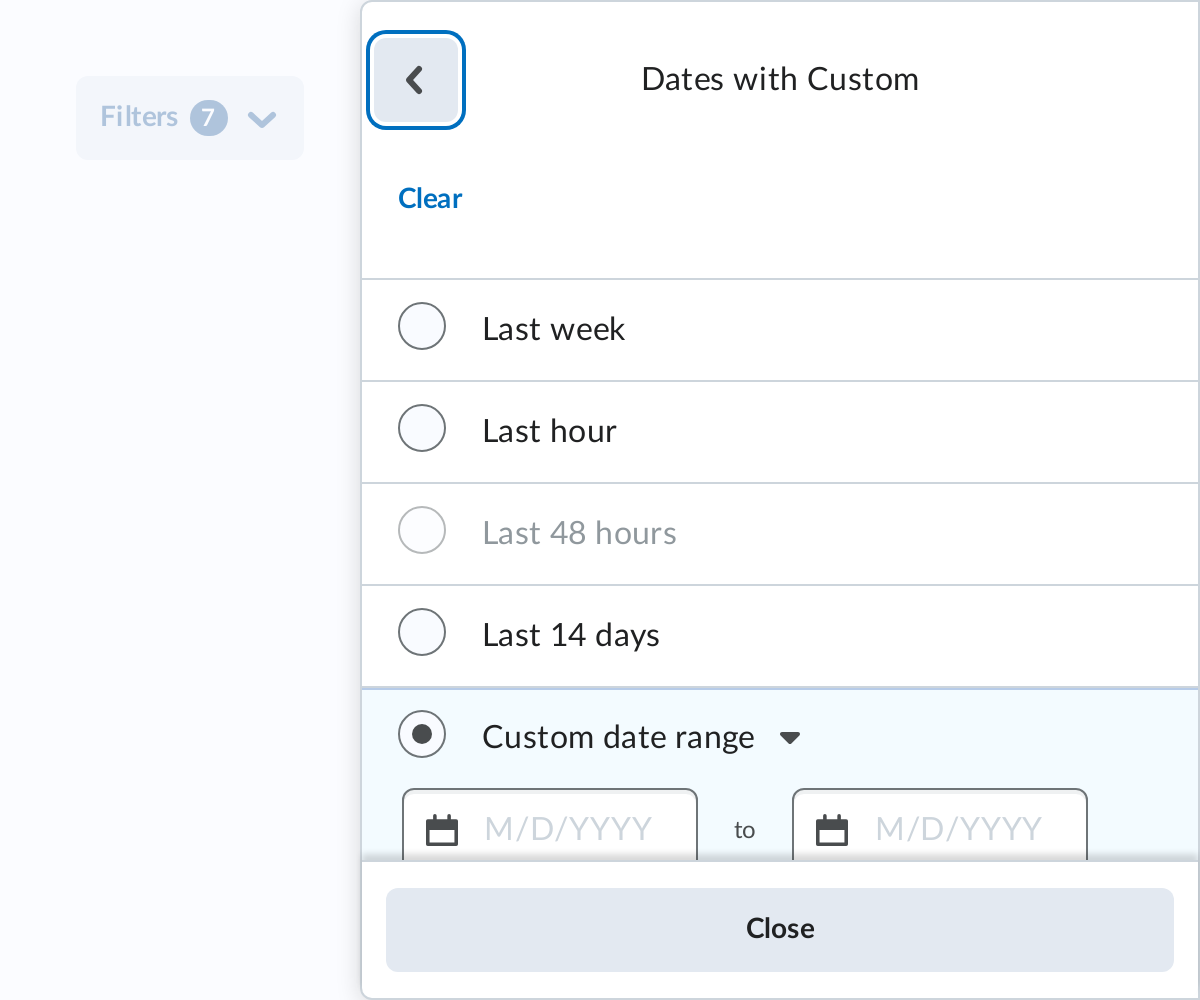 Dates with Custom
Filters 7
Clear
Last week
Last hour
Last 48 hours
Last 14 days
Custom date range
M/D/YYYY to M/D/YYYY
Close